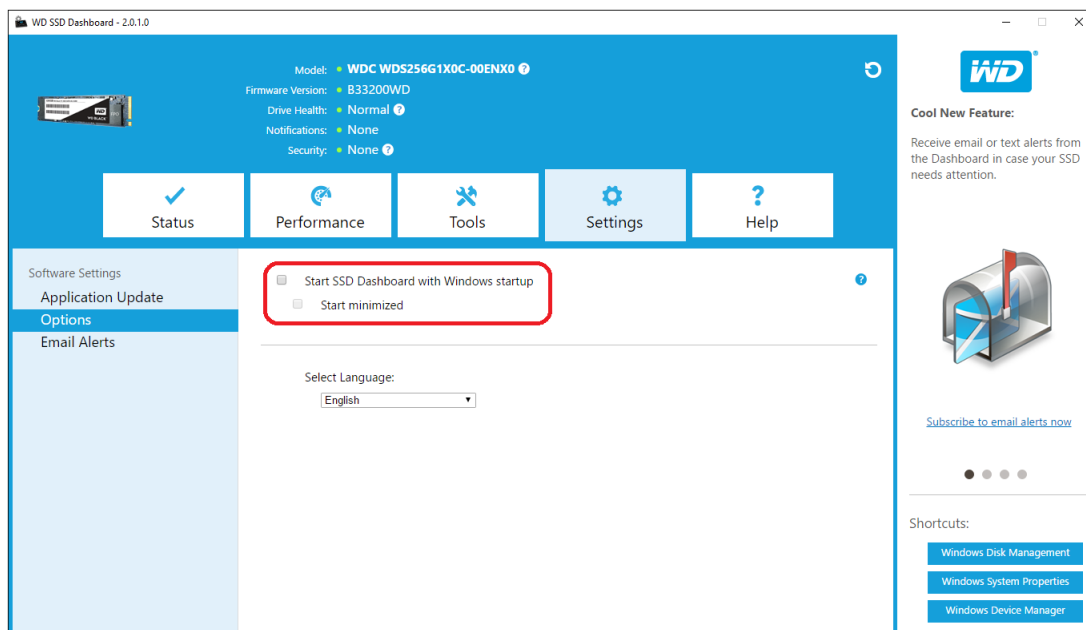 WD SSD Dashboard - 2.0.1.0
Model: WDC WDS256G1X0C-00ENX0
Firmware Version: B33200WD
Drive Health: Normal
Notifications: None
Security: None
Status
Performance
Tools
Settings
Help
Software Settings
Application Update
Options
Email Alerts
Start SSD Dashboard with Windows startup
Start minimized
Select Language:
English
WD
Cool New Feature:
Receive email or text alerts from
the Dashboard in case your SSD
needs attention.
Subscribe to email alerts now
Shortcuts:
Windows Disk Management
Windows System Properties
Windows Device Manager